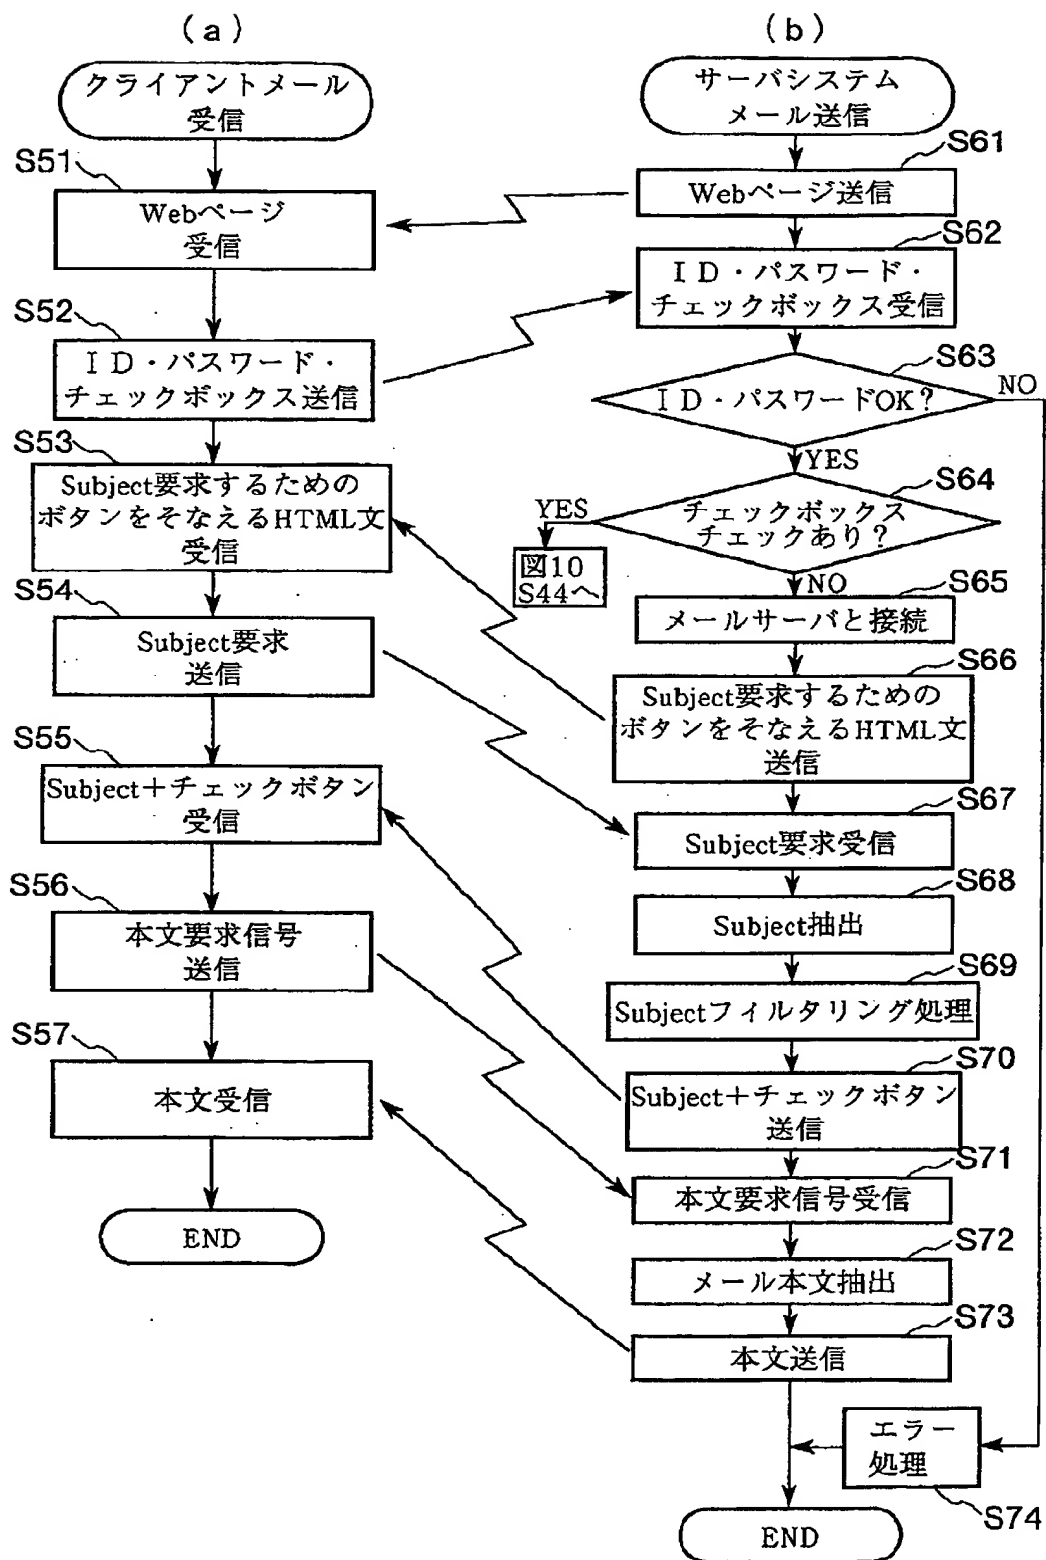 (a)
クライアントメール
受信
S51
Webページ
受信
S52
ID・パスワード・
チェックボックス送信
S53
Subject要求するための
ボタンをそなえるHTML文
受信
S54
Subject要求
送信
S55
Subject+チェックボタン
受信
S56
本文要求信号
送信
S57
本文受信
END
(b)
サーバシステム
メール送信
S61
Webページ送信
S62
ID・パスワード・
チェックボックス受信
S63
ID・パスワードOK?
NO
YES
S64
チェックボックス
チェックあり?
YES
図10
S44へ
NO
S65
メールサーバと接続
S66
Subject要求するための
ボタンをそなえるHTML文
送信
S67
Subject要求受信
S68
Subject抽出
S69
Subjectフィルタリング処理
S70
Subject+チェックボタン
送信
S71
本文要求信号受信
S72
メール本文抽出
S73
本文送信
エラー
処理
S74
END